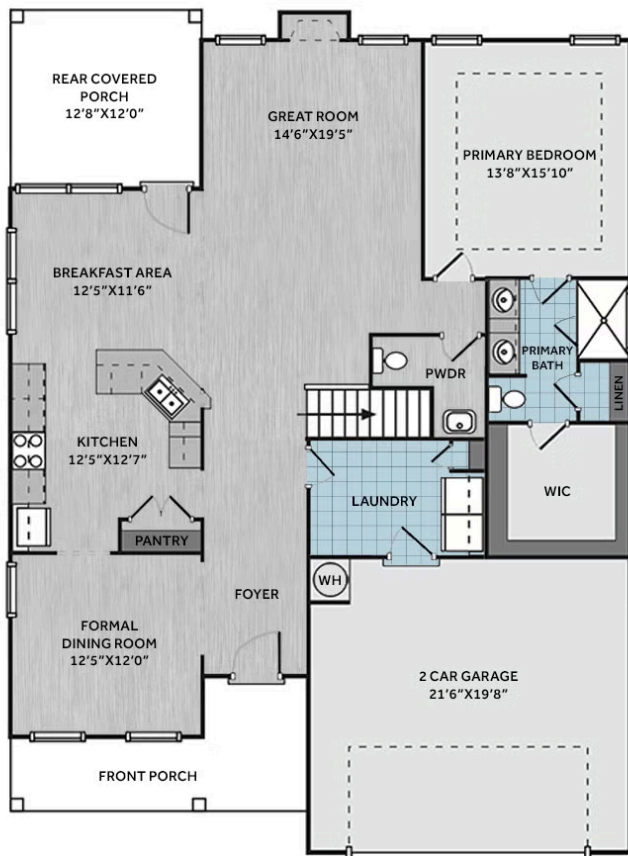 REAR COVERED
PORCH
12'8"X12'0"
GREAT ROOM
14'6"X19'5"
PRIMARY BEDROOM
13'8"X15'10"
BREAKFAST AREA
12'5"X11'6"
PRIMARY
BATH
LINEN
PWDR
KITCHEN
12'5"X12'7"
LAUNDRY
WIC
PANTRY
WH
FOYER
FORMAL
DINING ROOM
12'5"X12'0"
2 CAR GARAGE
21'6"X19'8"
FRONT PORCH